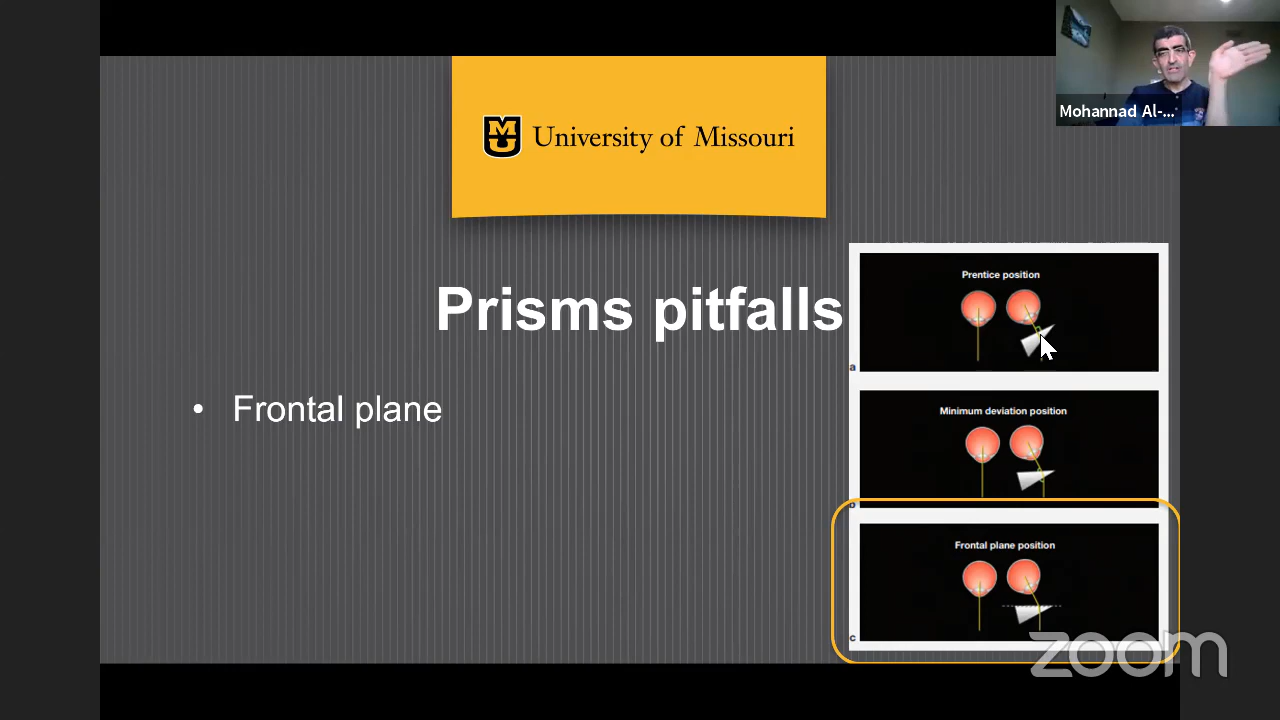 Mohannad Al-...
University of Missouri
Prisms pitfalls
• Frontal plane
Prentice position
a
Minimum deviation position
Frontal plane position
c
zoom